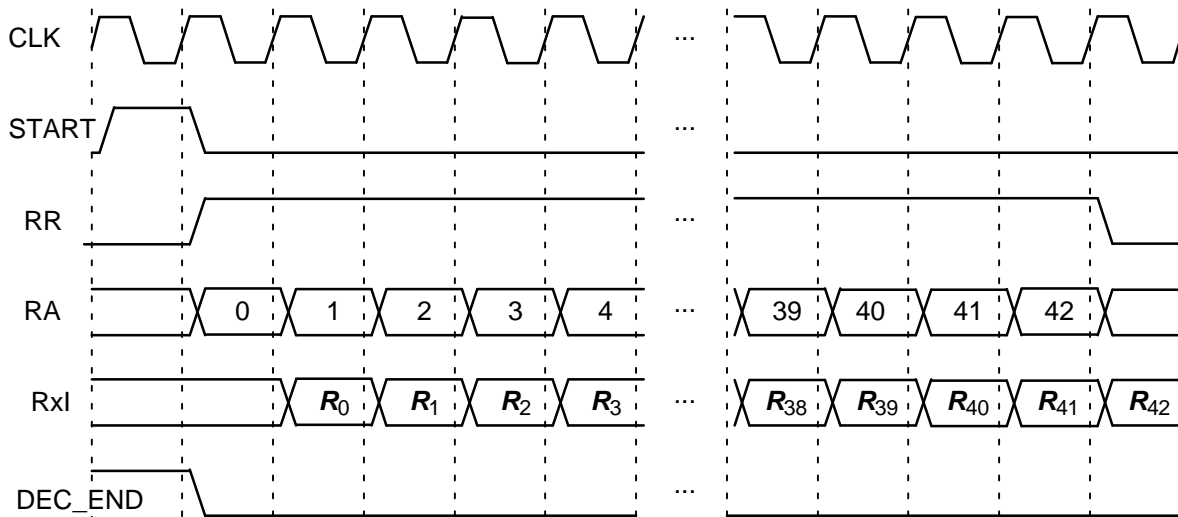 CLK ...
START ...
RR ...
RA 0 1 2 3 4 ... 39 40 41 42
RxI R0 R1 R2 R3 ... R38 R39 R40 R41 R42
DEC_END ...